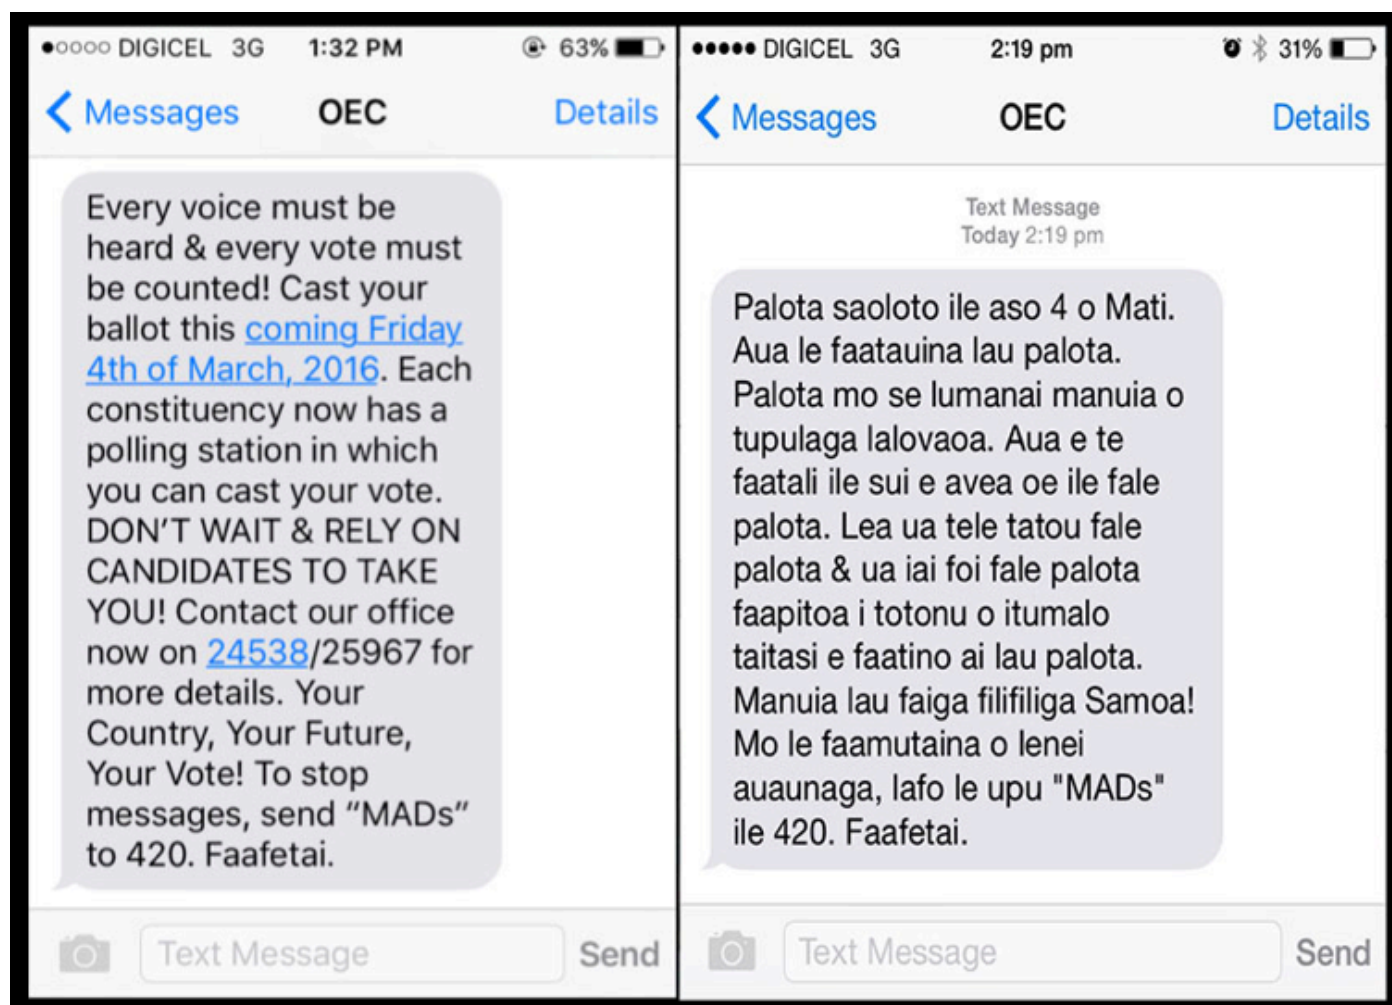 DIGICEL 3G 1:32 PM 63%
Messages OEC Details
Every voice must be
heard & every vote must
be counted! Cast your
ballot this coming Friday
4th of March, 2016. Each
constituency now has a
polling station in which
you can cast your vote.
DON'T WAIT & RELY ON
CANDIDATES TO TAKE
YOU! Contact our office
now on 24538/25967 for
more details. Your
Country, Your Future,
Your Vote! To stop
messages, send “MADs”
to 420. Faafetai.
Text Message Send
DIGICEL 3G 2:19 pm 31%
Messages OEC Details
Text Message
Today 2:19 pm
Palota saoloto ile aso 4 o Mati.
Aua le faatauina lau palota.
Palota mo se lumanai manuia o
tupulaga lalovaoa. Aua e te
faatali ile sui e avea oe ile fale
palota. Lea ua tele tatou fale
palota & ua iai foi fale palota
faapitoa i totonu o itumalo
taitasi e faatino ai lau palota.
Manuia lau faiga filifiliga Samoa!
Mo le faamutaina o lenei
auaunaga, lafo le upu "MADs"
ile 420. Faafetai.
Text Message Send